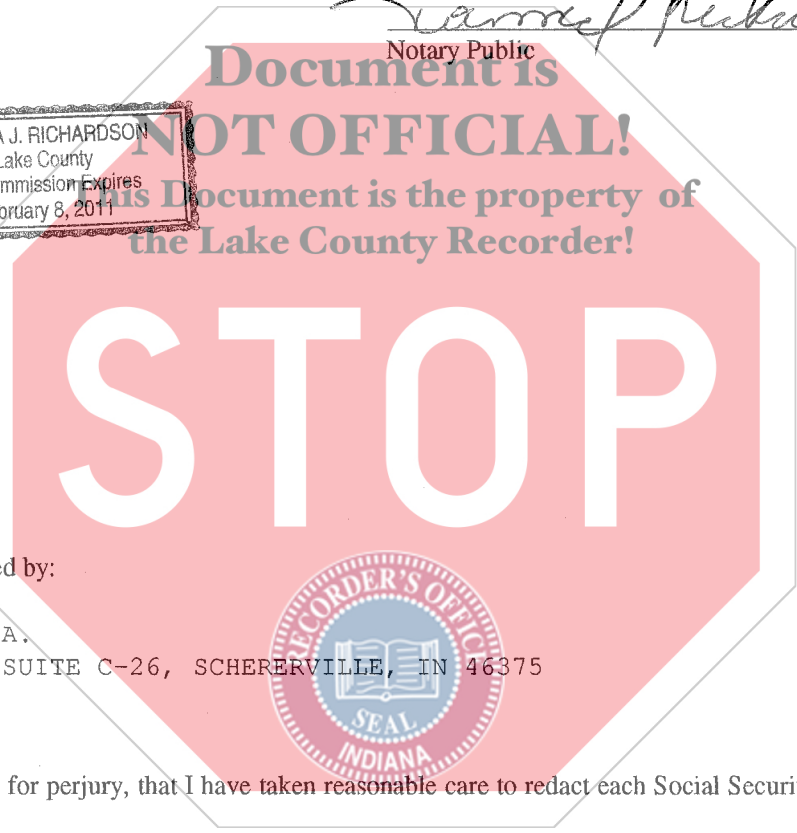 Notary Public
Document is
NOT OFFICIAL!
This Document is the property of
the Lake County Recorder!
A J. RICHARDSON
Lake County
mmission Expires
bruary 8, 2011
STOP
ed by:
A.
SUITE C-26, SCHERERVILLE, IN 46375
RECORDER'S OFFICE
SEAL
INDIANA
for perjury, that I have taken reasonable care to redact each Social Securi